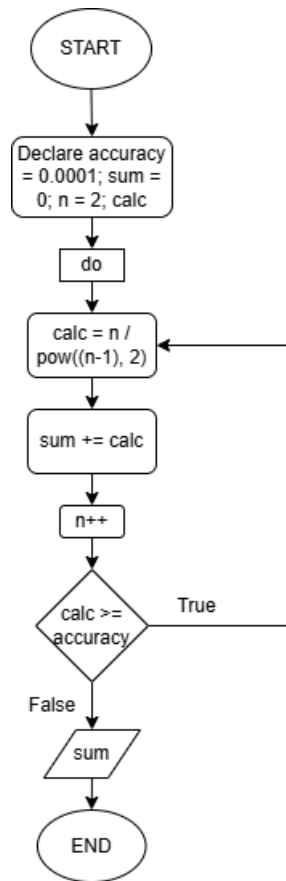 START
Declare accuracy
= 0.0001; sum =
0; n = 2; calc
do
calc = n /
pow((n-1), 2)
sum += calc
n++
calc >=
accuracy
True
False
sum
END